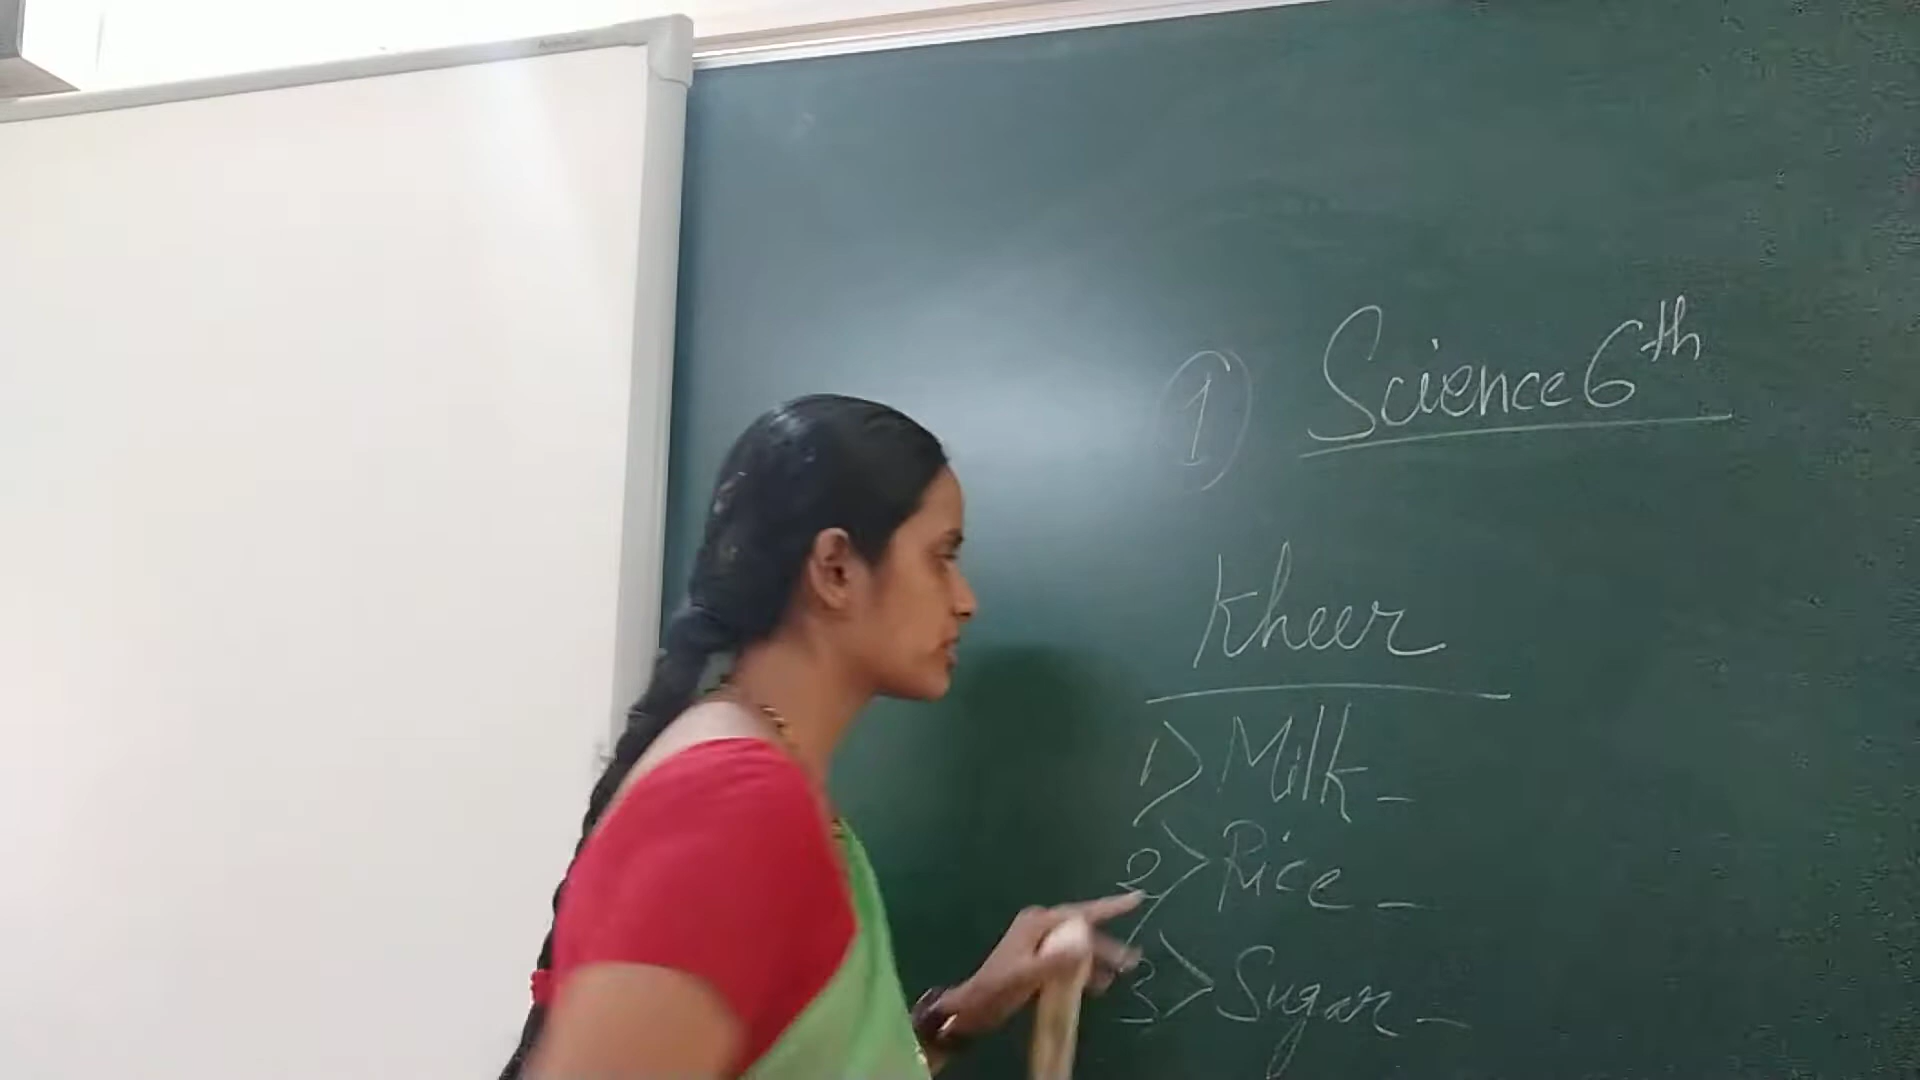 ① Science 6th
Kheer
1> Milk -
2> Rice -
3> Sugar -